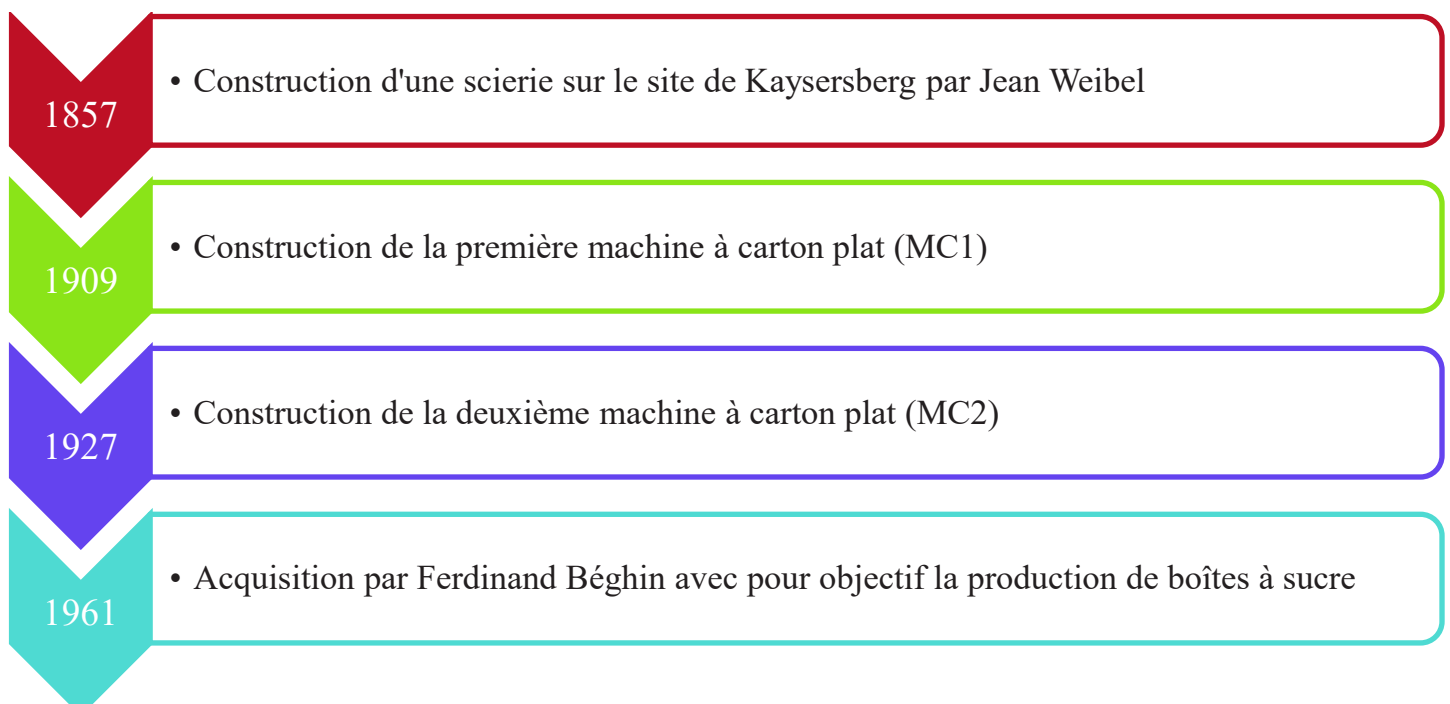 1857
• Construction d'une scierie sur le site de Kaysersberg par Jean Weibel
1909
• Construction de la première machine à carton plat (MC1)
1927
• Construction de la deuxième machine à carton plat (MC2)
1961
• Acquisition par Ferdinand Béghin avec pour objectif la production de boîtes à sucre